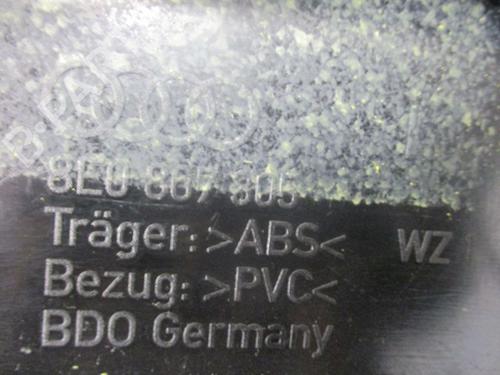 8E0 867 305
Träger: >ABS< WZ
Bezug: >PVC<
BDO Germany